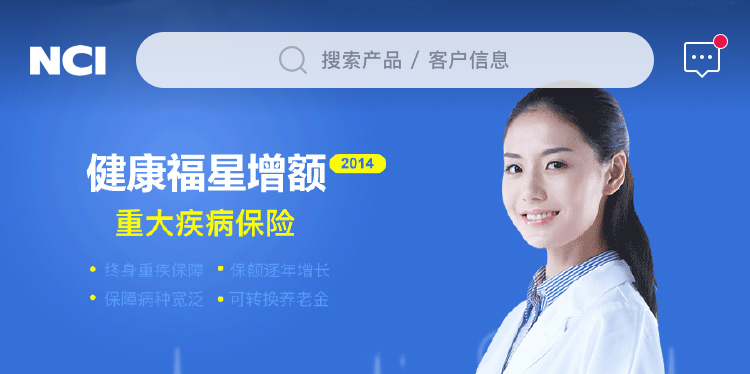 NCI
搜索产品 / 客户信息
健康福星增额 2014
重大疾病保险
终身重疾保障 保额逐年增长
保障病种宽泛 可转换养老金